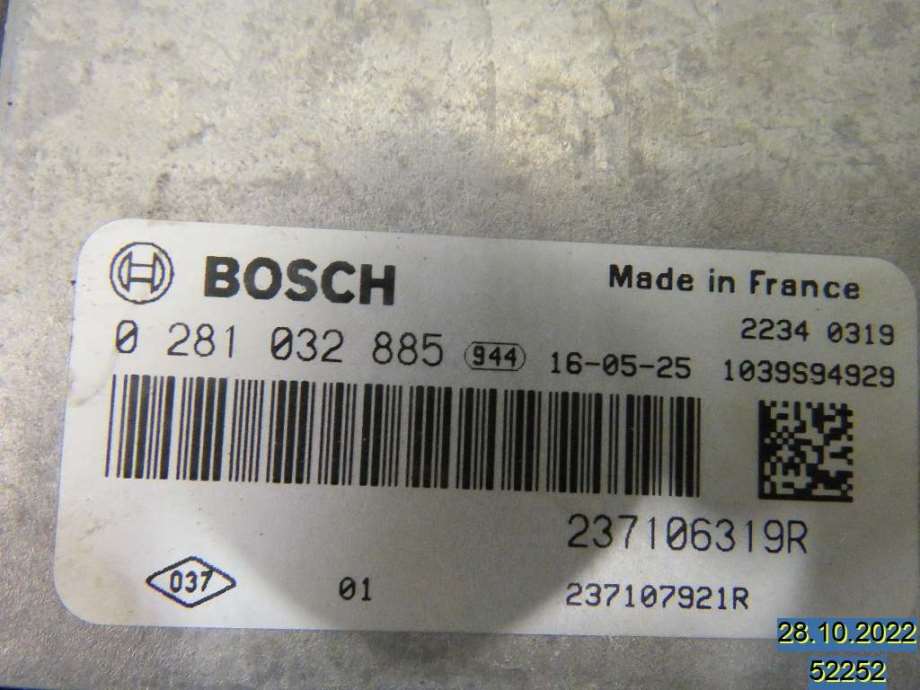 BOSCH
Made in France
2234 0319
0 281 032 885 944 16-05-25 1039S94929
237106319R
037 01 237107921R
28.10.2022
52252